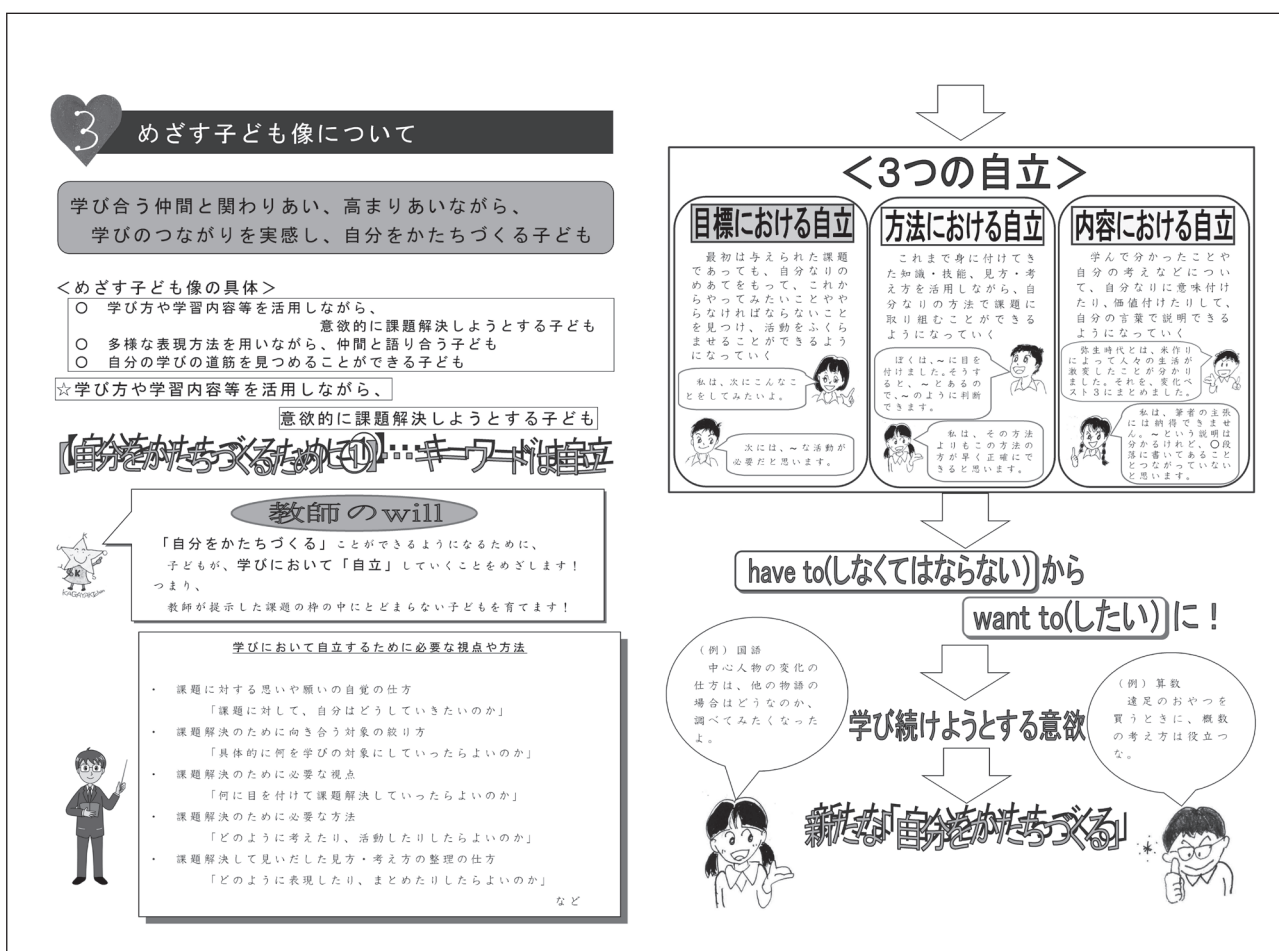 3 めざす子ども像について
学び合う仲間と関わりあい、高まりあいながら、
学びのつながりを実感し、自分をかたちづくる子ども
＜めざす子ども像の具体＞
○ 学び方や学習内容等を活用しながら、
意欲的に課題解決しようとする子ども
○ 多様な表現方法を用いながら、仲間と語り合う子ども
○ 自分の学びの道筋を見つめることができる子ども
☆学び方や学習内容等を活用しながら、
意欲的に課題解決しようとする子ども
【自分をかたちづくるために①】…キーワードは自立
教師のwill
「自分をかたちづくる」ことができるようになるために、
子どもが、学びにおいて「自立」していくことをめざします！
つまり、
教師が提示した課題の枠の中にとどまらない子どもを育てます！
学びにおいて自立するために必要な視点や方法
・ 課題に対する思いや願いの自覚の仕方
「課題に対して、自分はどうしていきたいのか」
・ 課題解決のために向き合う対象の絞り方
「具体的に何を学びの対象にしていったらよいのか」
・ 課題解決のために必要な視点
「何に目を付けて課題解決していったらよいのか」
・ 課題解決のために必要な方法
「どのように考えたり、活動したりしたらよいのか」
・ 課題解決して見いだした見方・考え方の整理の仕方
「どのように表現したり、まとめたりしたらよいのか」
など
＜3つの自立＞
目標における自立
最初は与えられた課題
であっても、自分なりの
めあてをもって、これか
らやってみたいことやや
らなければならないこと
を見つけ、活動をふくら
ませることができるよう
になっていく
私は、次にこんなこ
とをしてみたいよ。
次には、～な活動が
必要だと思います。
方法における自立
これまで身に付けてき
た知識・技能、見方・考
え方を活用しながら、自
分なりの方法で課題に
取り組むことができる
ようになっていく
ぼくは、～に目を
付けました。そうす
ると、～とあるの
で、～のように判断
できます。
私は、その方法
よりもこの方法の
方が早く正確にで
きると思います。
内容における自立
学んで分かったことや
自分の考えなどについ
て、自分なりに意味付け
たり、価値付けたりして、
自分の言葉で説明できる
ようになっていく
弥生時代とは、米作り
によって人々の生活が
激変したことが分かり
ました。それを、変化ベ
スト3にまとめました。
私は、筆者の主張
には納得できませ
ん。～という説明は
分かるけれど、○段
落に書いてあること
とつながっていない
と思います。
have to(しなくてはならない)から
want to(したい)に！
（例）国語
中心人物の変化の
仕方は、他の物語の
場合はどうなのか、
調べてみたくなった
よ。
学び続けようとする意欲
（例）算数
遠足のおやつを
買うときに、概数
の考え方は役立つ
な。
新たな「自分をかたちづくる」